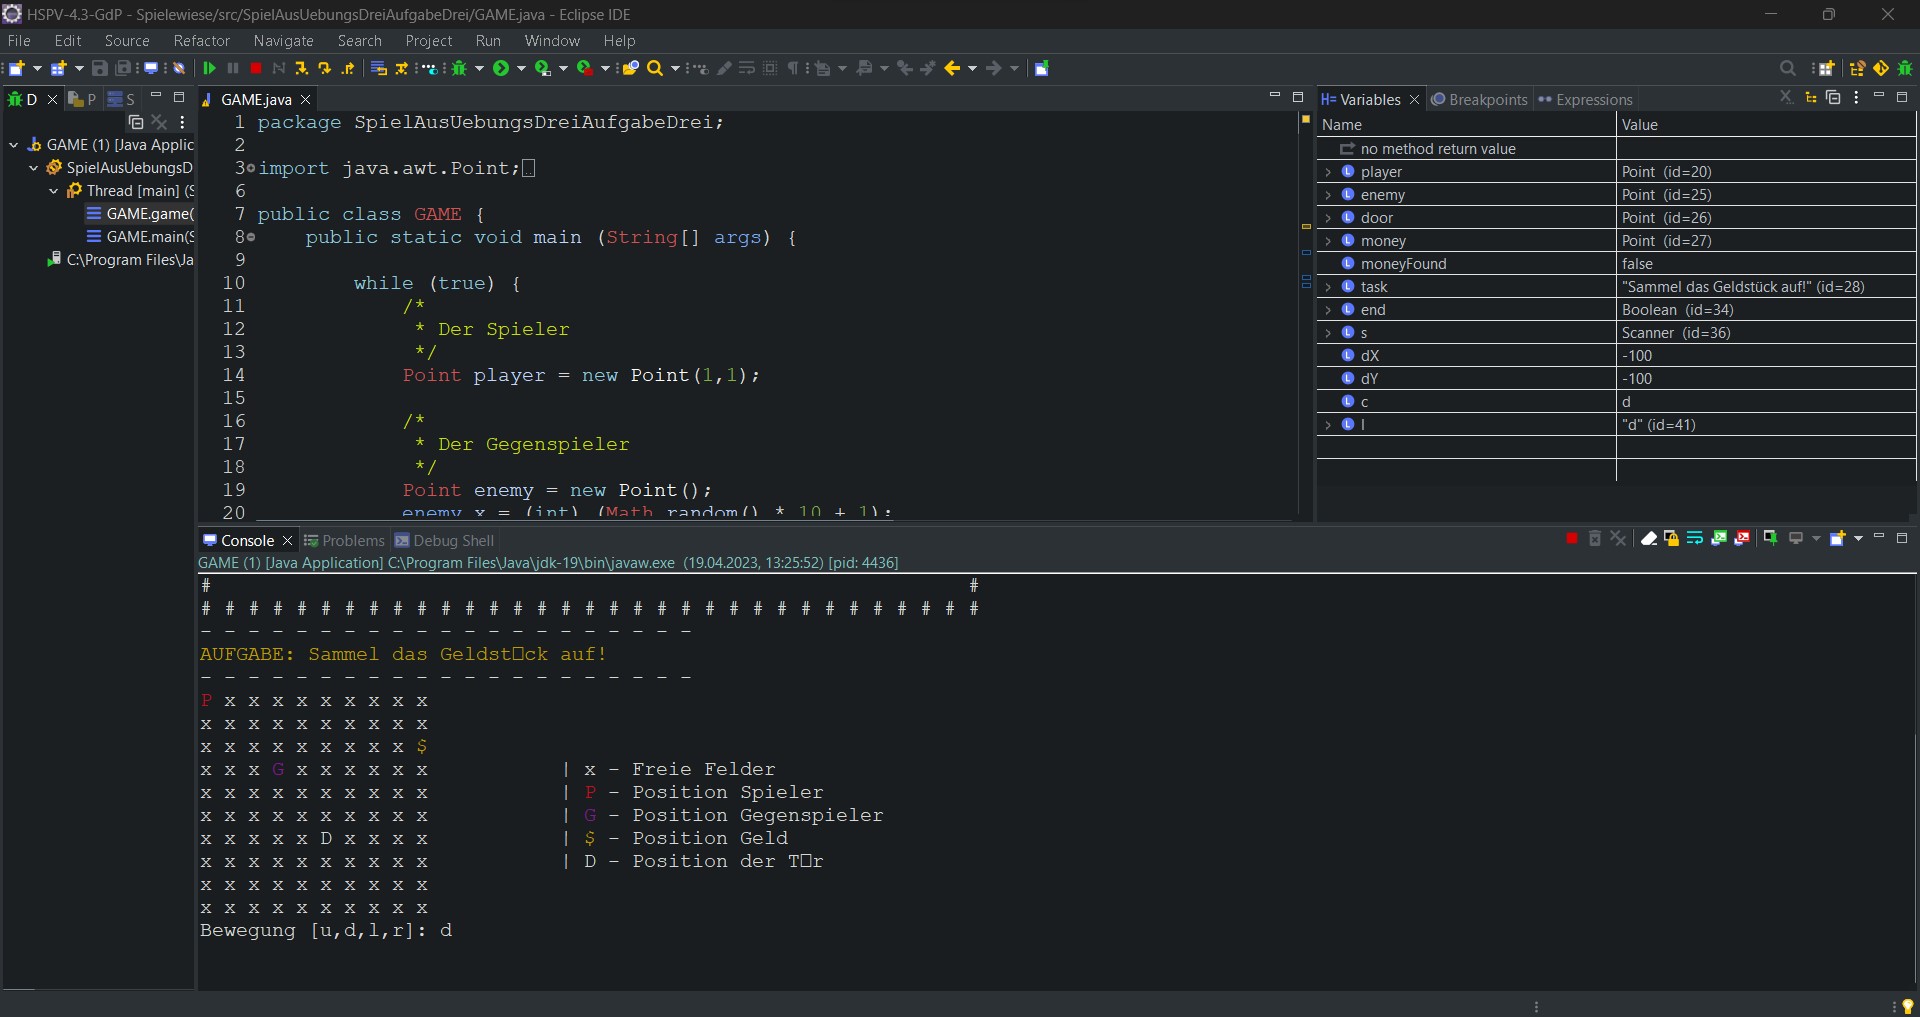 HSPV-4.3-GdP - Spielewiese/src/SpielAusUebungsDreiAufgabeDrei/GAME.java - Eclipse IDE
File Edit Source Refactor Navigate Search Project Run Window Help
D P S
GAME (1) [Java Applic
SpielAusUebungsD
Thread [main] (S
GAME.game(
GAME.main(S
C:\Program Files\Ja
GAME.java
1 package SpielAusUebungsDreiAufgabeDrei;
2
3 import java.awt.Point;
6
7 public class GAME {
8 public static void main (String[] args) {
9
10 while (true) {
11 /*
12 * Der Spieler
13 */
14 Point player = new Point(1,1);
15
16 /*
17 * Der Gegenspieler
18 */
19 Point enemy = new Point();
20 enemy x = (int) (Math random() * 10 + 1);
Variables Breakpoints Expressions
Name Value
no method return value
player Point (id=20)
enemy Point (id=25)
door Point (id=26)
money Point (id=27)
moneyFound false
task "Sammel das Geldstück auf!" (id=28)
end Boolean (id=34)
s Scanner (id=36)
dX -100
dY -100
c d
l "d" (id=41)
Console Problems Debug Shell
GAME (1) [Java Application] C:\Program Files\Java\jdk-19\bin\javaw.exe (19.04.2023, 13:25:52) [pid: 4436]
# #
# # # # # # # # # # # # # # # # # # # # # # # # # # # # # # # # #
- - - - - - - - - - - - - - - - - - - - -
AUFGABE: Sammel das Geldst□ck auf!
- - - - - - - - - - - - - - - - - - - - -
P x x x x x x x x x
x x x x x x x x x x
x x x x x x x x x $
x x x G x x x x x x | x - Freie Felder
x x x x x x x x x x | P - Position Spieler
x x x x x x x x x x | G - Position Gegenspieler
x x x x x D x x x x | $ - Position Geld
x x x x x x x x x x | D - Position der T□r
x x x x x x x x x x
x x x x x x x x x x
Bewegung [u,d,l,r]: d